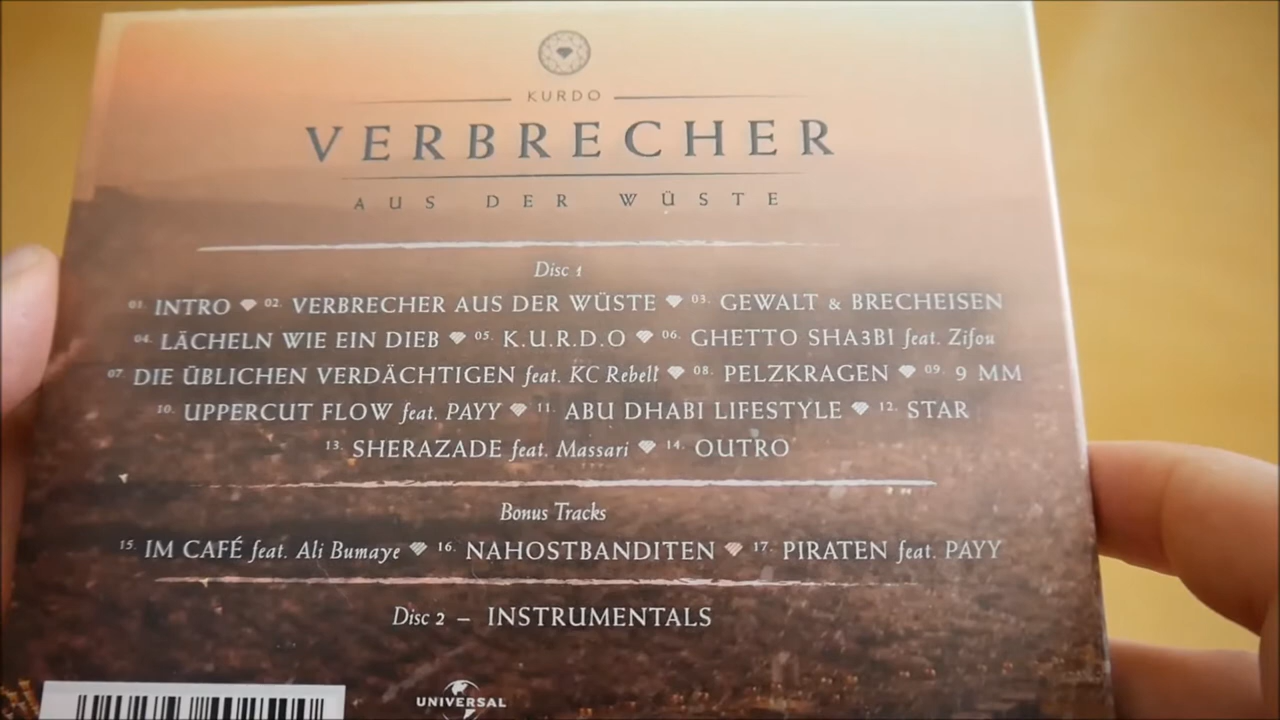 KURDO
VERBRECHER
AUS DER WÜSTE
Disc 1
01. INTRO 02. VERBRECHER AUS DER WÜSTE 03. GEWALT & BRECHEISEN
04. LÄCHELN WIE EIN DIEB 05. K.U.R.D.O 06. GHETTO SHA3BI feat. Zifou
07. DIE ÜBLICHEN VERDÄCHTIGEN feat. KC Rebell 08. PELZKRAGEN 09. 9 MM
10. UPPERCUT FLOW feat. PAYY 11. ABU DHABI LIFESTYLE 12. STAR
13. SHERAZADE feat. Massari 14. OUTRO
Bonus Tracks
15. IM CAFÉ feat. Ali Bumaye 16. NAHOSTBANDITEN 17. PIRATEN feat. PAYY
Disc 2 – INSTRUMENTALS
UNIVERSAL